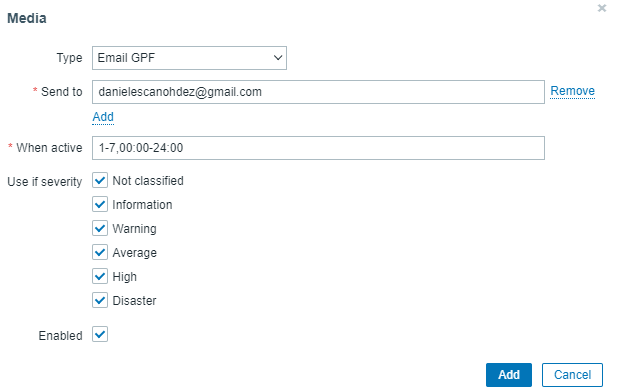 Media
Type Email GPF
* Send to danielescanohdez@gmail.com Remove
Add
* When active 1-7,00:00-24:00
Use if severity Not classified
Information
Warning
Average
High
Disaster
Enabled
Add Cancel